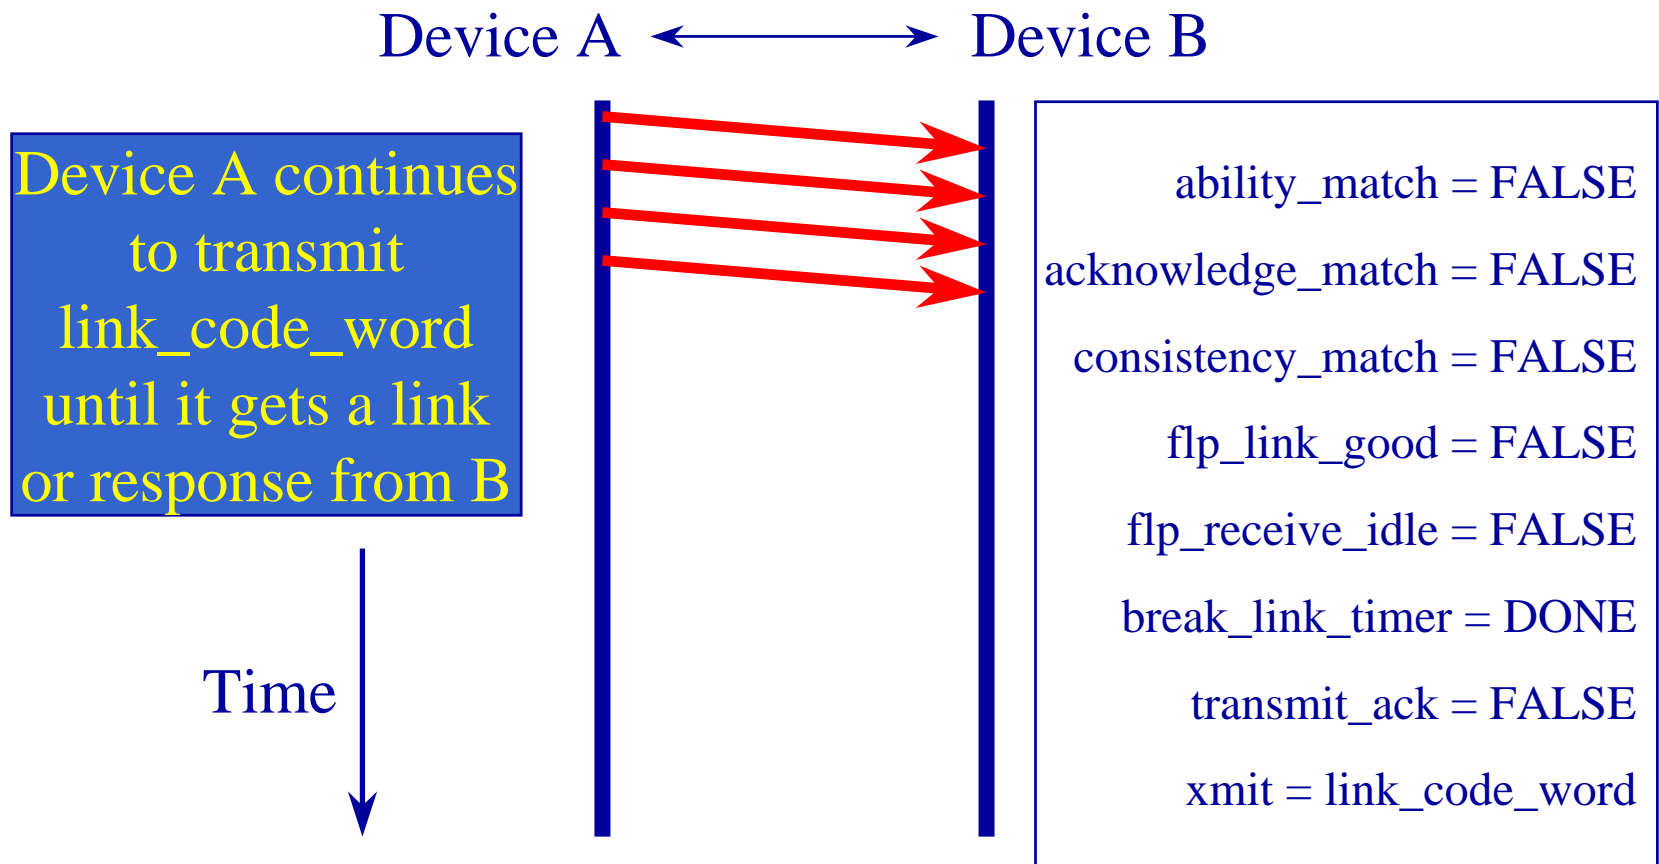 Device A
Device B
Device A continues
to transmit
link_code_word
until it gets a link
or response from B
Time
ability_match = FALSE
acknowledge_match = FALSE
consistency_match = FALSE
flp_link_good = FALSE
flp_receive_idle = FALSE
break_link_timer = DONE
transmit_ack = FALSE
xmit = link_code_word